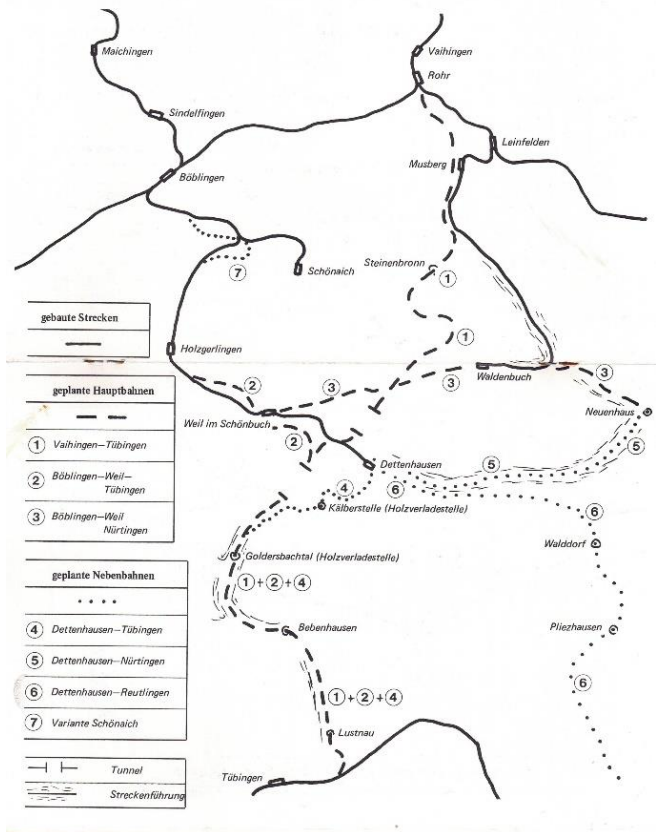 Maichingen
Vaihingen
Rohr
Sindelfingen
Leinfelden
Musberg
Böblingen
Steinenbronn
7
Schönaich
1
gebaute Strecken
1
Holzgerlingen
geplante Hauptbahnen
2
3
3
Waldenbuch
3
Neuenhaus
1 Vaihingen–Tübingen
Weil im Schönbuch
2
5
2 Böblingen–Weil–
Tübingen
Dettenhausen
5
4
6
3 Böblingen–Weil
Nürtingen
Kälberstelle (Holzverladestelle)
6
Walddorf
Goldersbachtal (Holzverladestelle)
geplante Nebenbahnen
1+2+4
4 Dettenhausen–Tübingen
Bebenhausen
Pliezhausen
5 Dettenhausen–Nürtingen
6 Dettenhausen–Reutlingen
6
1+2+4
7 Variante Schönaich
Lustnau
Tunnel
Tübingen
Streckenführung